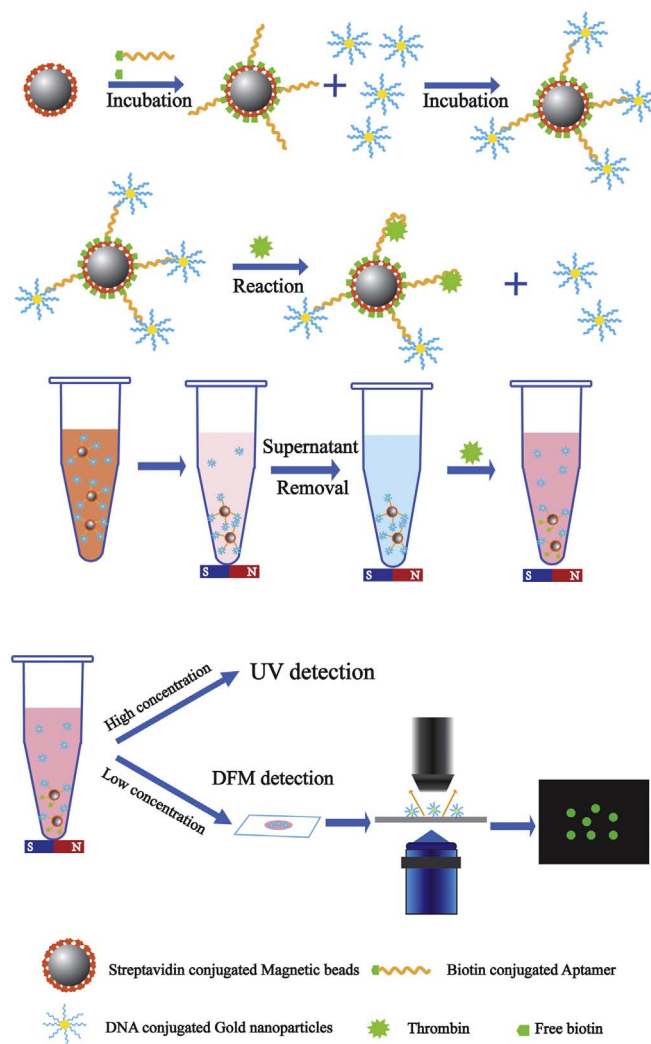 Incubation
+
Incubation
Reaction
+
Supernatant
Removal
S N
S N
S N
High concentration
UV detection
Low concentration
DFM detection
S N
Streptavidin conjugated Magnetic beads
Biotin conjugated Aptamer
DNA conjugated Gold nanoparticles
Thrombin
Free biotin